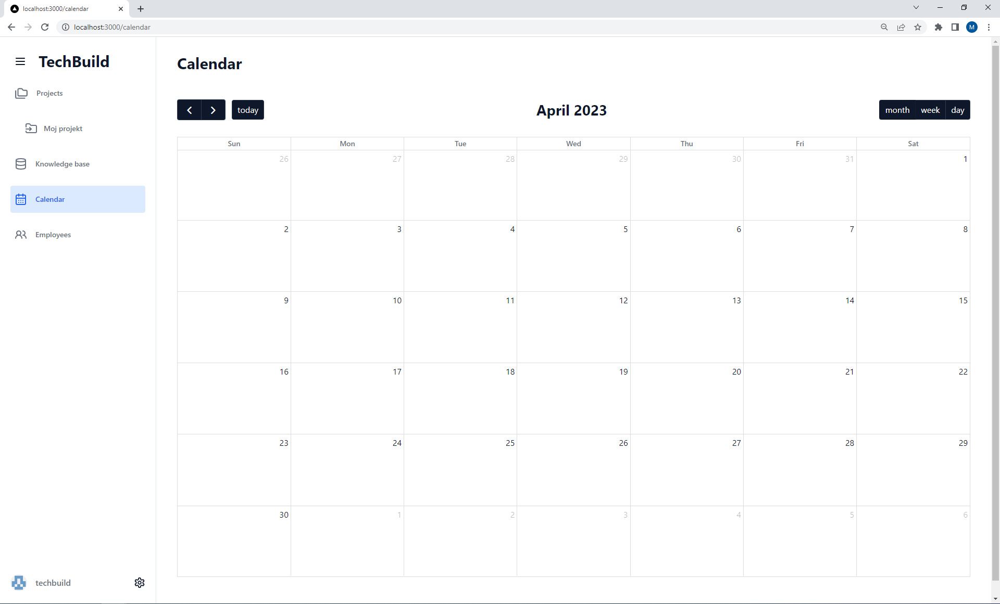 localhost:3000/calendar
localhost:3000/calendar
M
TechBuild
Projects
Moj projekt
Knowledge base
Calendar
Employees
techbuild
Calendar
today
April 2023
month week day
Sun Mon Tue Wed Thu Fri Sat
26 27 28 29 30 31 1
2 3 4 5 6 7 8
9 10 11 12 13 14 15
16 17 18 19 20 21 22
23 24 25 26 27 28 29
30 1 2 3 4 5 6